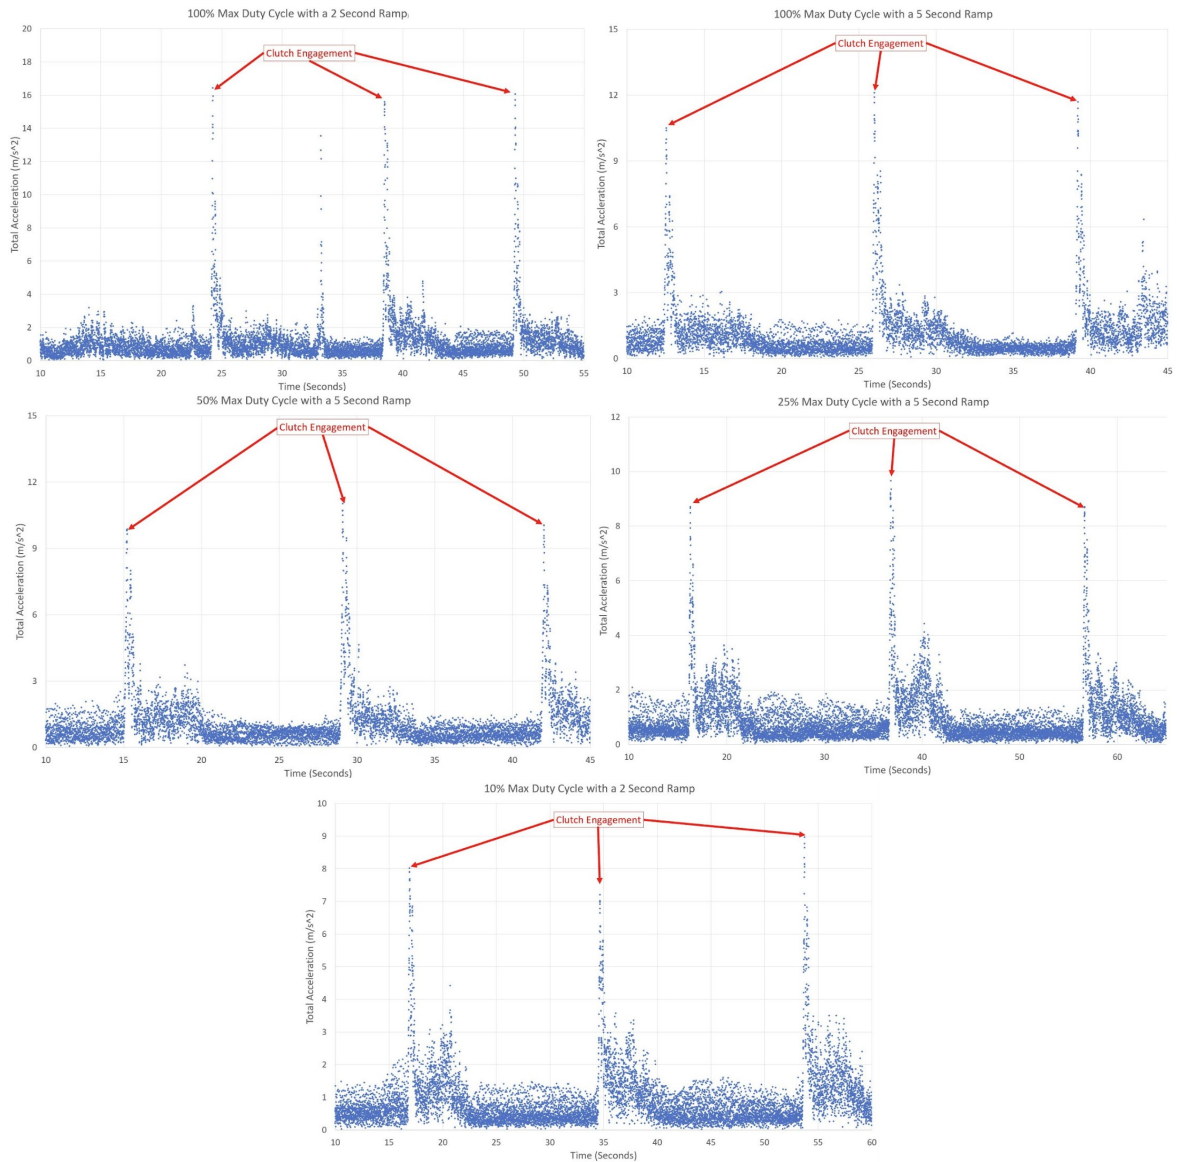 100% Max Duty Cycle with a 2 Second Ramp
20
18
16
14
12
10
8
6
4
2
0
Total Acceleration (m/s^2)
Clutch Engagement
10 15 20 25 30 35 40 45 50 55
Time (Seconds)
100% Max Duty Cycle with a 5 Second Ramp
15
12
9
6
3
0
Total Acceleration (m/s^2)
Clutch Engagement
10 15 20 26 30 35 40 45
Time (Seconds)
50% Max Duty Cycle with a 5 Second Ramp
15
12
9
6
3
0
Total Acceleration (m/s^2)
Clutch Engagement
10 15 20 25 30 35 40 45
Time (Seconds)
25% Max Duty Cycle with a 5 Second Ramp
12
10
8
6
4
2
0
Total Accleration (m/s^2)
Clutch Engagement
10 20 30 40 50 60
Time (Seconds)
10% Max Duty Cycle with a 2 Second Ramp
10
9
8
7
6
5
4
3
2
1
0
Total Acceleration (m/s^2)
Clutch Engagement
10 15 20 25 30 35 40 45 50 55 60
Time (Seconds)